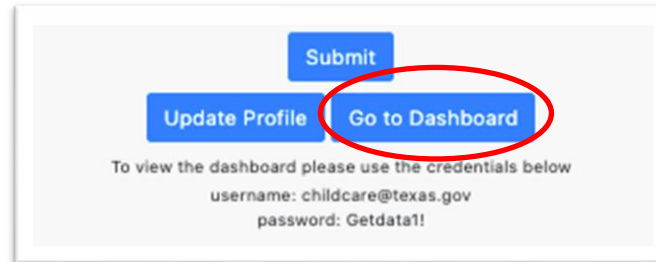 Submit
Update Profile Go to Dashboard
To view the dashboard please use the credentials below
username: childcare@texas.gov
password: Getdata1!